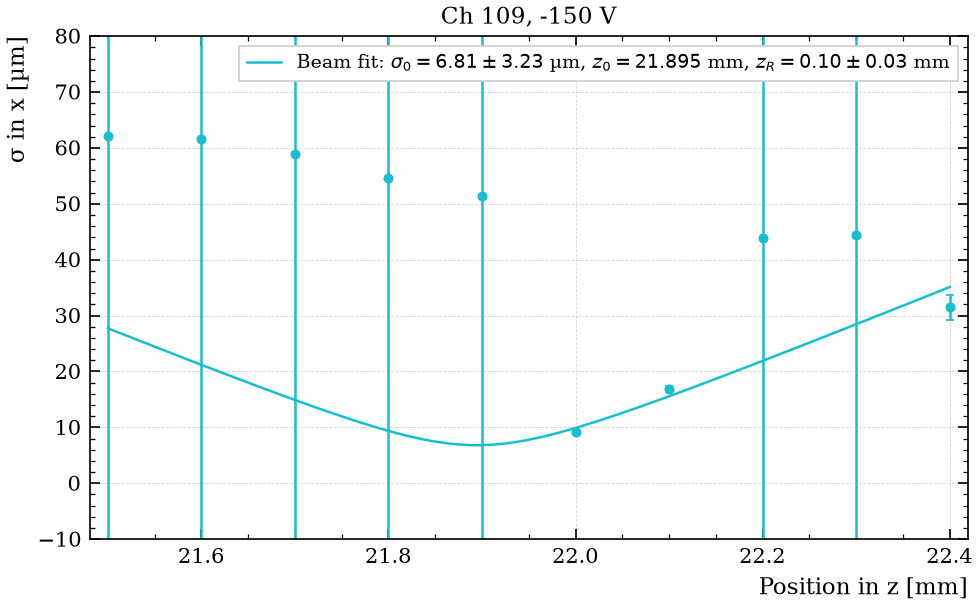 Ch 109, -150 V
σ in x [µm]
Beam fit: σ₀ = 6.81 ± 3.23 µm, z₀ = 21.895 mm, z_R = 0.10 ± 0.03 mm
80
70
60
50
40
30
20
10
0
−10
21.6 21.8 22.0 22.2 22.4
Position in z [mm]